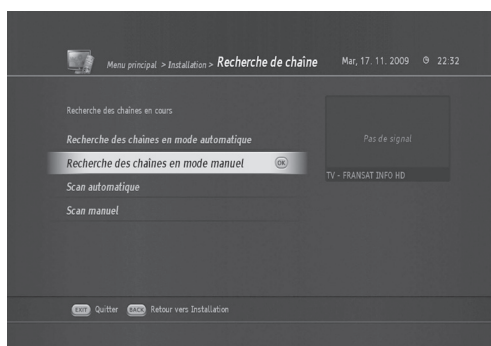 Menu principal > Installation > Recherche de chaîne Mar, 17. 11. 2009 22:32
Recherche des chaînes en cours
Recherche des chaînes en mode automatique
Recherche des chaînes en mode manuel OK
Scan automatique
Scan manuel
Pas de signal
TV - FRANSAT INFO HD
EXIT Quitter BACK Retour vers Installation